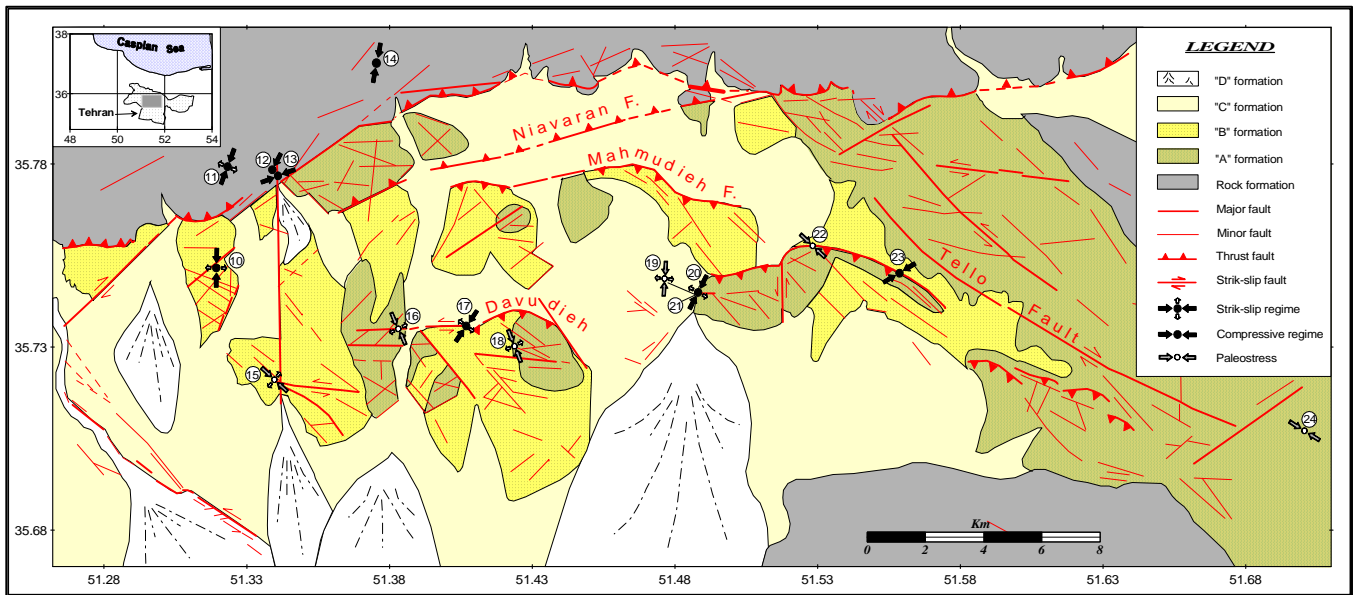 38
Caspian Sea
36
Tehran
48
50
52
54
LEGEND
"D" formation
"C" formation
"B" formation
"A" formation
Rock formation
Major fault
Minor fault
Thrust fault
Strik-slip fault
Strik-slip regime
Compressive regime
Paleostress
14
Niavaran F.
Mahmudieh F.
12
13
11
10
19
20
21
22
23
Tello Fault
16
17
Davudieh
18
15
24
35.78
35.73
35.68
Km
0
2
4
6
8
51.28
51.33
51.38
51.43
51.48
51.53
51.58
51.63
51.68